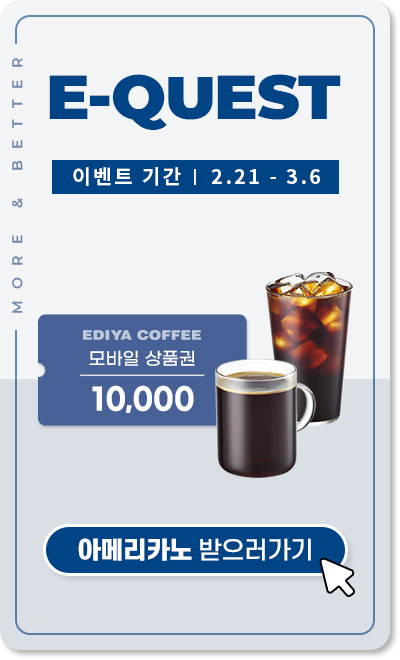 MORE & BETTER
E-QUEST
이벤트 기간 | 2.21 - 3.6
EDIYA COFFEE
모바일 상품권
10,000
아메리카노 받으러가기